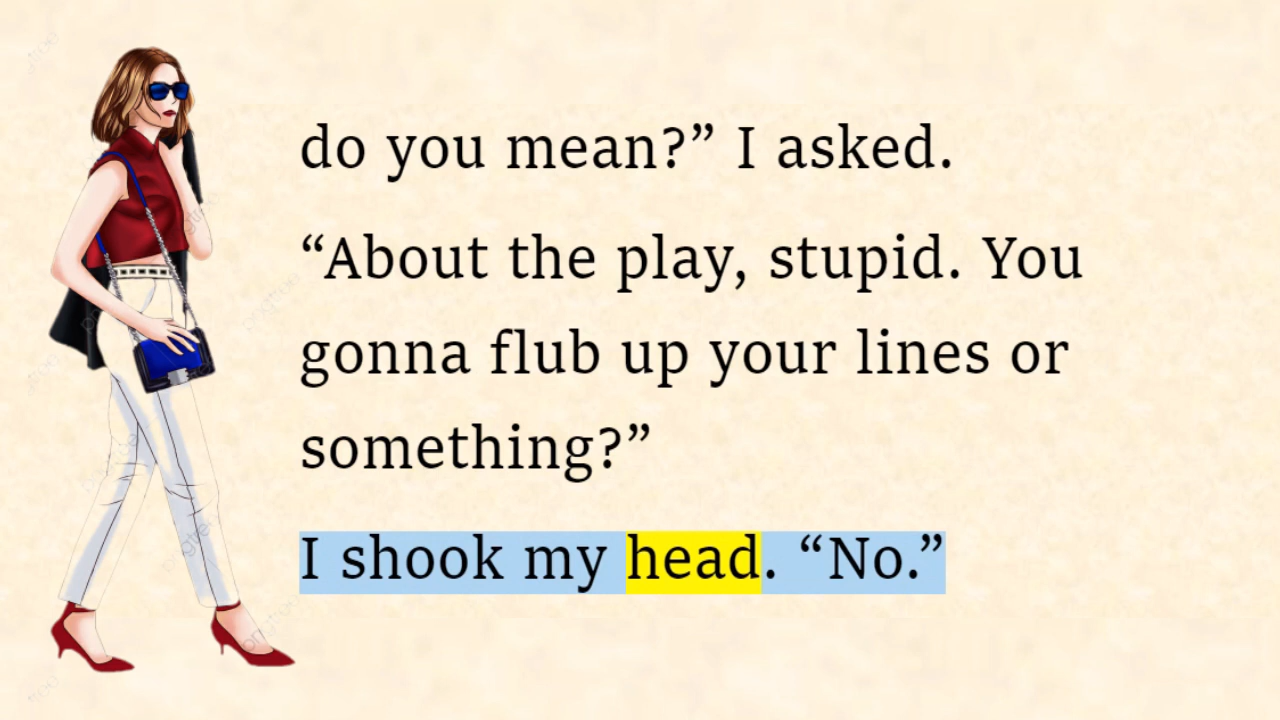 do you mean?” I asked.
“About the play, stupid. You
gonna flub up your lines or
something?”
I shook my head. “No.”